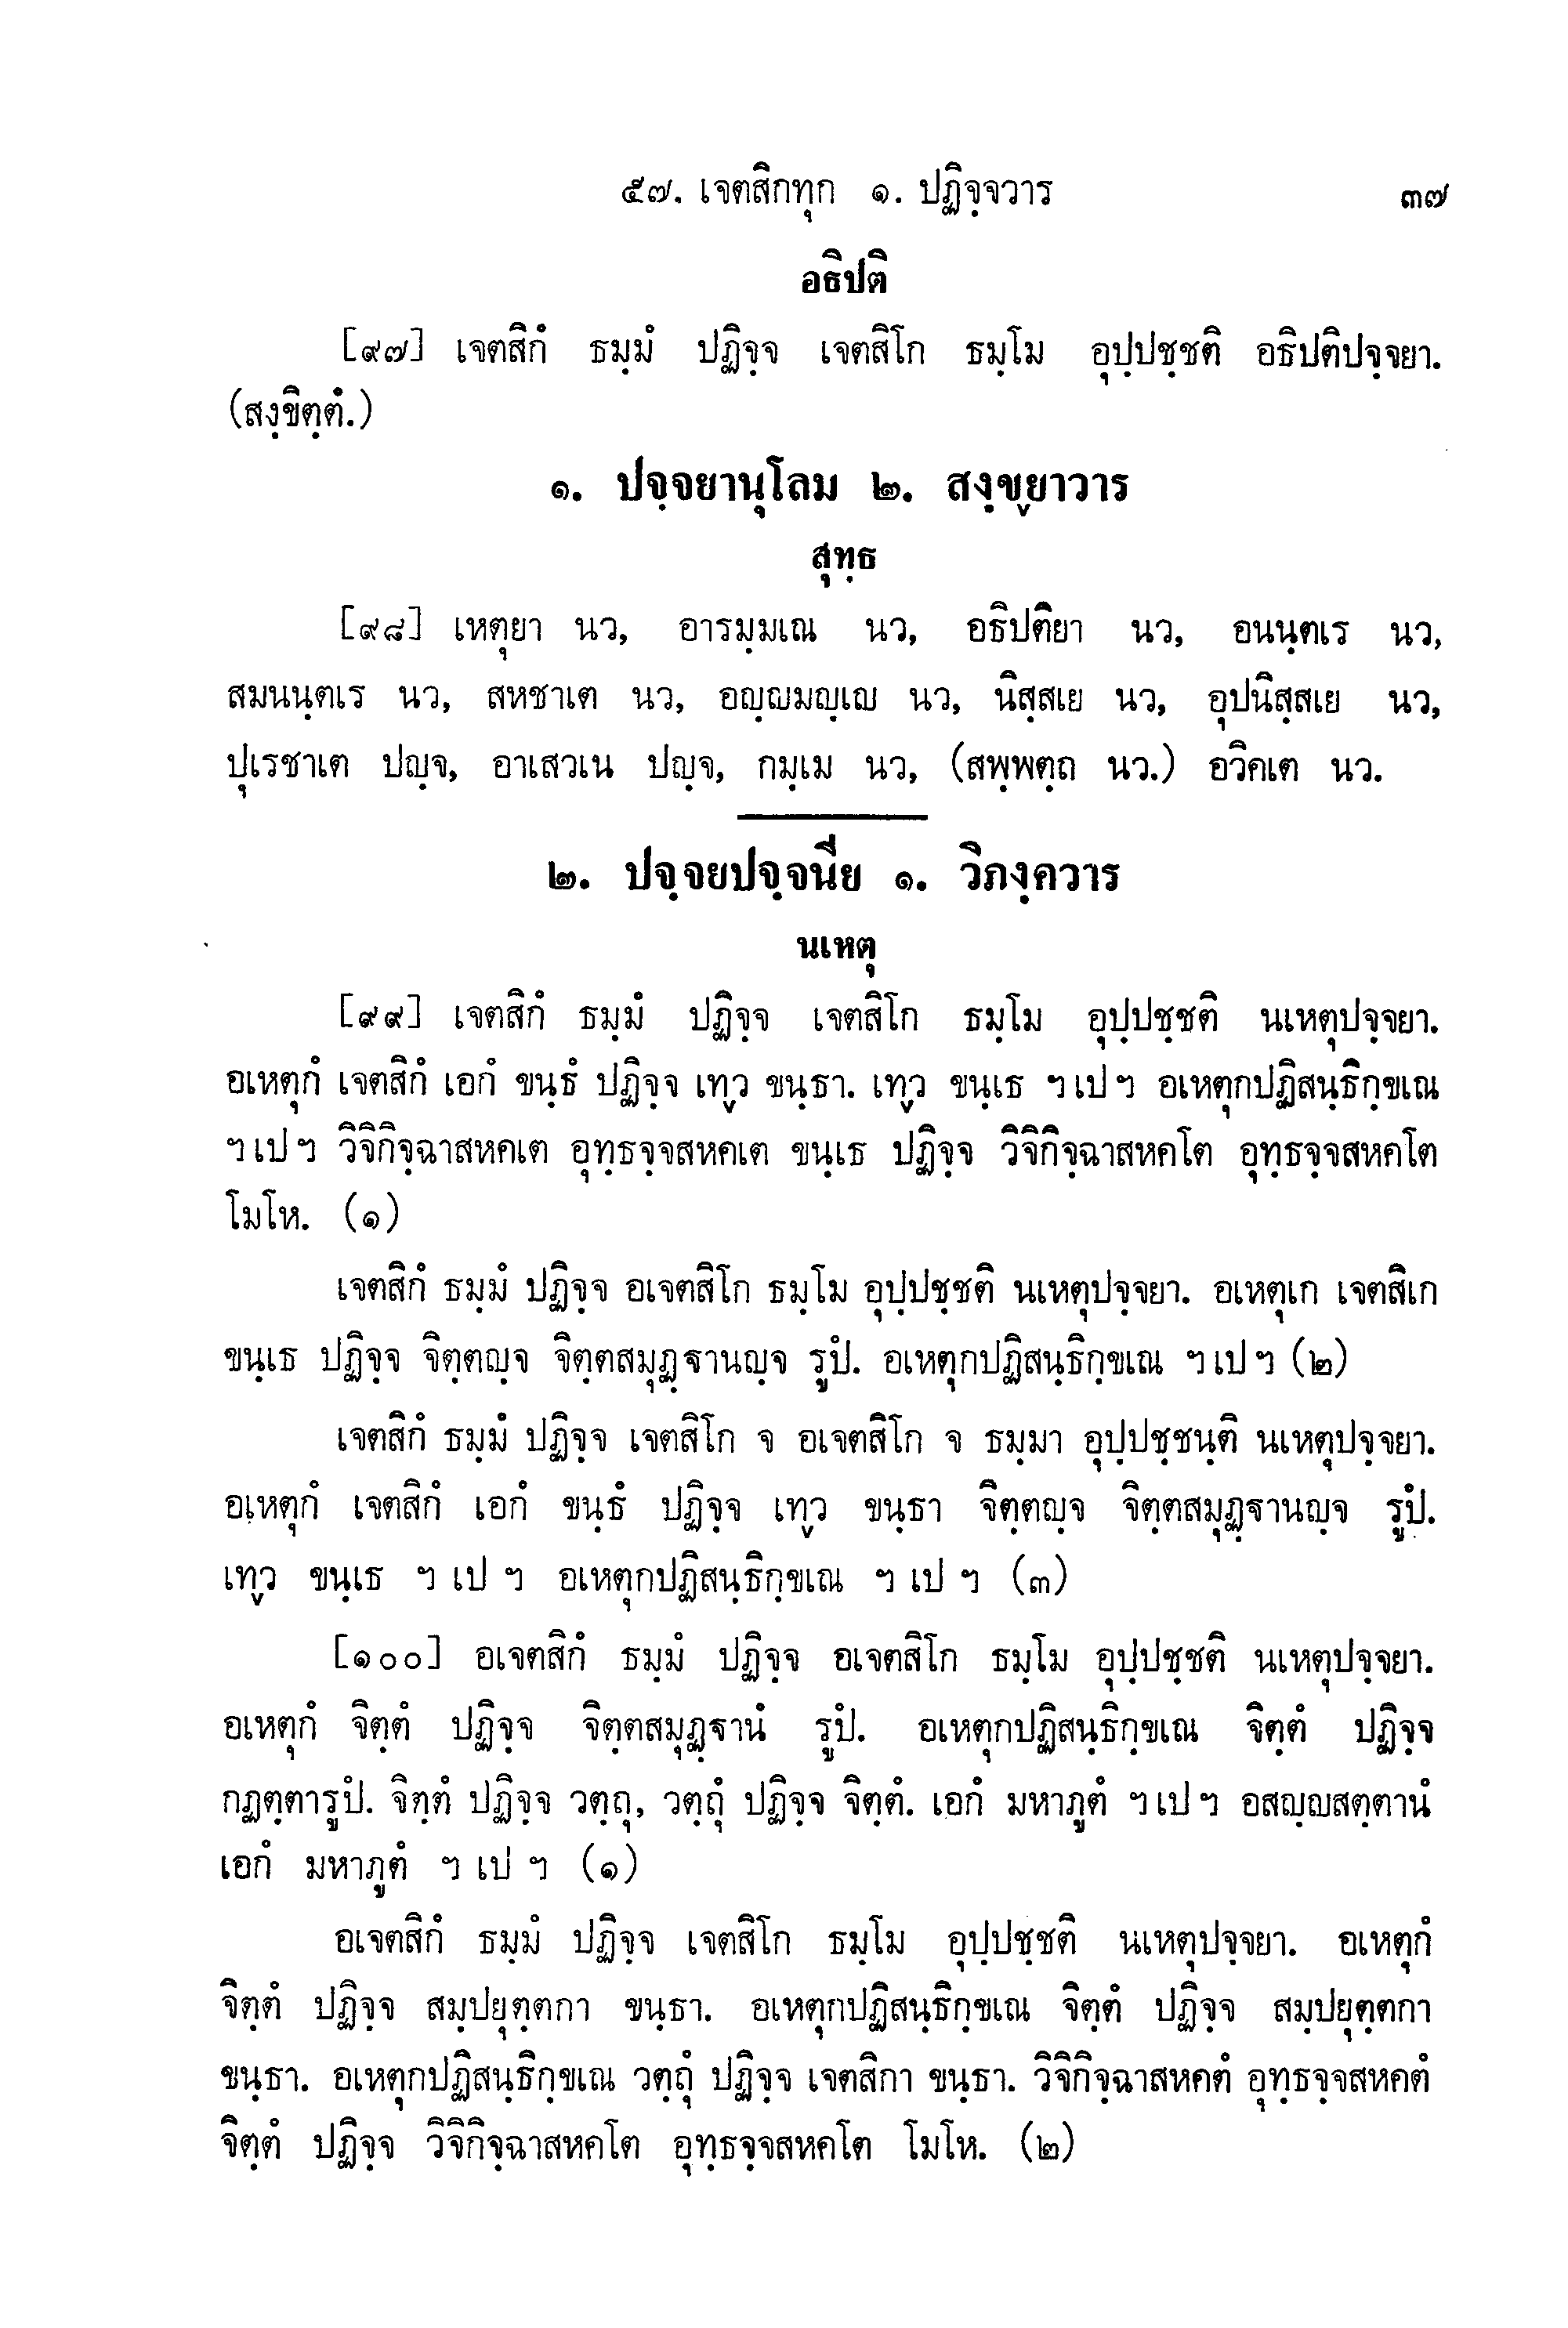 ๕๗. เจตสิกทุก ๑. ปฏิจฺจวาร ๓๗
อธิปติ
[๙๗] เจตสิกํ ธมฺมํ ปฏิจฺจ เจตสิโก ธมฺโม อุปฺปชฺชติ อธิปติปจฺจยา.
(สงฺขิตฺตํ.)
๑. ปจฺจยานุโลม ๒. สงฺขฺยาวาร
สุทฺธ
[๙๘] เหตุยา นว, อารมฺมเณ นว, อธิปติยา นว, อนนฺตเร นว,
สมนนฺตเร นว, สหชาเต นว, อญฺญมญฺเญ นว, นิสฺสเย นว, อุปนิสฺสเย นว,
ปุเรชาเต ปญฺจ, อาเสวเน ปญฺจ, กมฺเม นว, (สพฺพตฺถ นว.) อวิคเต นว.
๒. ปจฺจยปจฺจนีย ๑. วิภงฺควาร
นเหตุ
[๙๙] เจตสิกํ ธมฺมํ ปฏิจฺจ เจตสิโก ธมฺโม อุปฺปชฺชติ นเหตุปจฺจยา.
อเหตุกํ เจตสิกํ เอกํ ขนฺธํ ปฏิจฺจ เทฺว ขนฺธา. เทฺว ขนฺเธ ฯ เป ฯ อเหตุกปฏิสนฺธิกฺขเณ
ฯ เป ฯ วิจิกิจฺฉาสหคเต อุทฺธจฺจสหคเต ขนฺเธ ปฏิจฺจ วิจิกิจฺฉาสหคโต อุทฺธจฺจสหคโต
โมโห. (๑)
เจตสิกํ ธมฺมํ ปฏิจฺจ อเจตสิโก ธมฺโม อุปฺปชฺชติ นเหตุปจฺจยา. อเหตุเก เจตสิเก
ขนฺเธ ปฏิจฺจ จิตฺตญฺจ จิตฺตสมุฏฺฐานญฺจ รูปํ. อเหตุกปฏิสนฺธิกฺขเณ ฯ เป ฯ (๒)
เจตสิกํ ธมฺมํ ปฏิจฺจ เจตสิโก จ อเจตสิโก จ ธมฺมา อุปฺปชฺชนฺติ นเหตุปจฺจยา.
อเหตุกํ เจตสิกํ เอกํ ขนฺธํ ปฏิจฺจ เทฺว ขนฺธา จิตฺตญฺจ จิตฺตสมุฏฺฐานญฺจ รูปํ.
เทฺว ขนฺเธ ฯ เป ฯ อเหตุกปฏิสนฺธิกฺขเณ ฯ เป ฯ (๓)
[๑๐๐] อเจตสิกํ ธมฺมํ ปฏิจฺจ อเจตสิโก ธมฺโม อุปฺปชฺชติ นเหตุปจฺจยา.
อเหตุกํ จิตฺตํ ปฏิจฺจ จิตฺตสมุฏฺฐานํ รูปํ. อเหตุกปฏิสนฺธิกฺขเณ จิตฺตํ ปฏิจฺจ
กฏตฺตารูปํ. จิตฺตํ ปฏิจฺจ วตฺถุ, วตฺถุํ ปฏิจฺจ จิตฺตํ. เอกํ มหาภูตํ ฯ เป ฯ อสญฺญสตฺตานํ
เอกํ มหาภูตํ ฯ เป ฯ (๑)
อเจตสิกํ ธมฺมํ ปฏิจฺจ เจตสิโก ธมฺโม อุปฺปชฺชติ นเหตุปจฺจยา. อเหตุกํ
จิตฺตํ ปฏิจฺจ สมฺปยุตฺตกา ขนฺธา. อเหตุกปฏิสนฺธิกฺขเณ จิตฺตํ ปฏิจฺจ สมฺปยุตฺตกา
ขนฺธา. อเหตุกปฏิสนฺธิกฺขเณ วตฺถุํ ปฏิจฺจ เจตสิกา ขนฺธา. วิจิกิจฺฉาสหคตํ อุทฺธจฺจสหคตํ
จิตฺตํ ปฏิจฺจ วิจิกิจฺฉาสหคโต อุทฺธจฺจสหคโต โมโห. (๒)